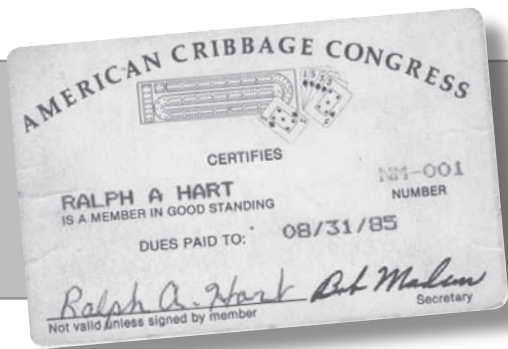 AMERICAN CRIBBAGE CONGRESS
CERTIFIES
RALPH A HART NM-001
IS A MEMBER IN GOOD STANDING NUMBER
DUES PAID TO: 08/31/85
Ralph A. Hart Bob Madsen
Not valid unless signed by member Secretary